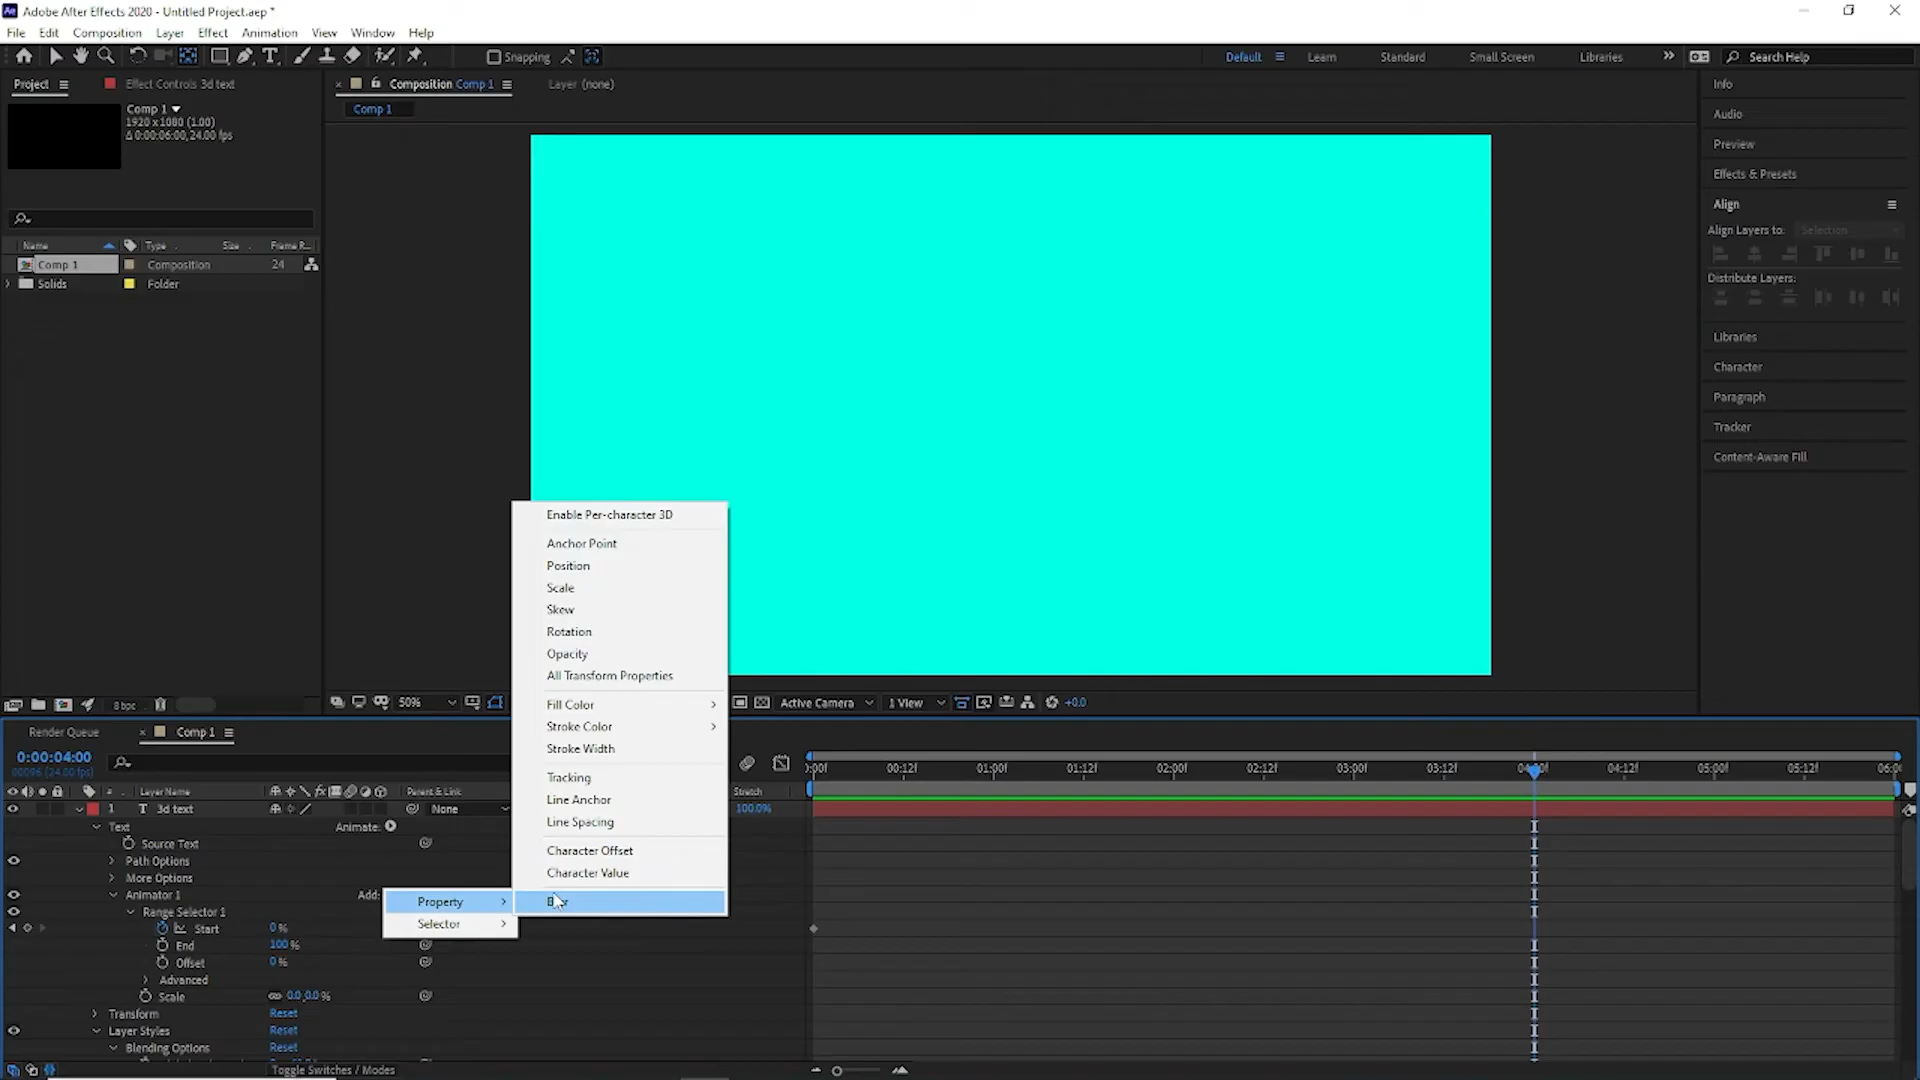 Adobe After Effects 2020 - Untitled Project.aep *
File Edit Composition Layer Effect Animation View Window Help
Snapping
Default Learn Standard Small Screen Libraries Search Help
Project Effect Controls 3d text
Composition Comp 1 Layer (none)
Comp 1
Comp 1
1920 x 1080 (1.00)
Δ 0:00:06:00, 24.00 fps
Name Type Size Frame R...
Comp 1 Composition 24
Solids Folder
8 bpc
Info
Audio
Preview
Effects & Presets
Align
Align Layers to: Selection
Distribute Layers:
Libraries
Character
Paragraph
Tracker
Content-Aware Fill
Enable Per-character 3D
Anchor Point
Position
Scale
Skew
Rotation
Opacity
All Transform Properties
Fill Color
Stroke Color
Stroke Width
Tracking
Line Anchor
Line Spacing
Character Offset
Character Value
Property
Selector
50% Active Camera 1 View +0.0
Render Queue Comp 1
0:00:04:00
00096 (24.00 fps)
:00f 00:12f 01:00f 01:12f 02:00f 02:12f 03:00f 03:12f 04:12f 05:00f 05:12f
# Layer Name Parent & Link Stretch
1 T 3d text None 100.0%
Text Animate:
Source Text
Path Options
More Options
Animator 1 Add:
Range Selector 1
Start 0 %
End 100 %
Offset 0 %
Advanced
Scale 0.0,0.0 %
Transform Reset
Layer Styles Reset
Blending Options Reset
Toggle Switches / Modes